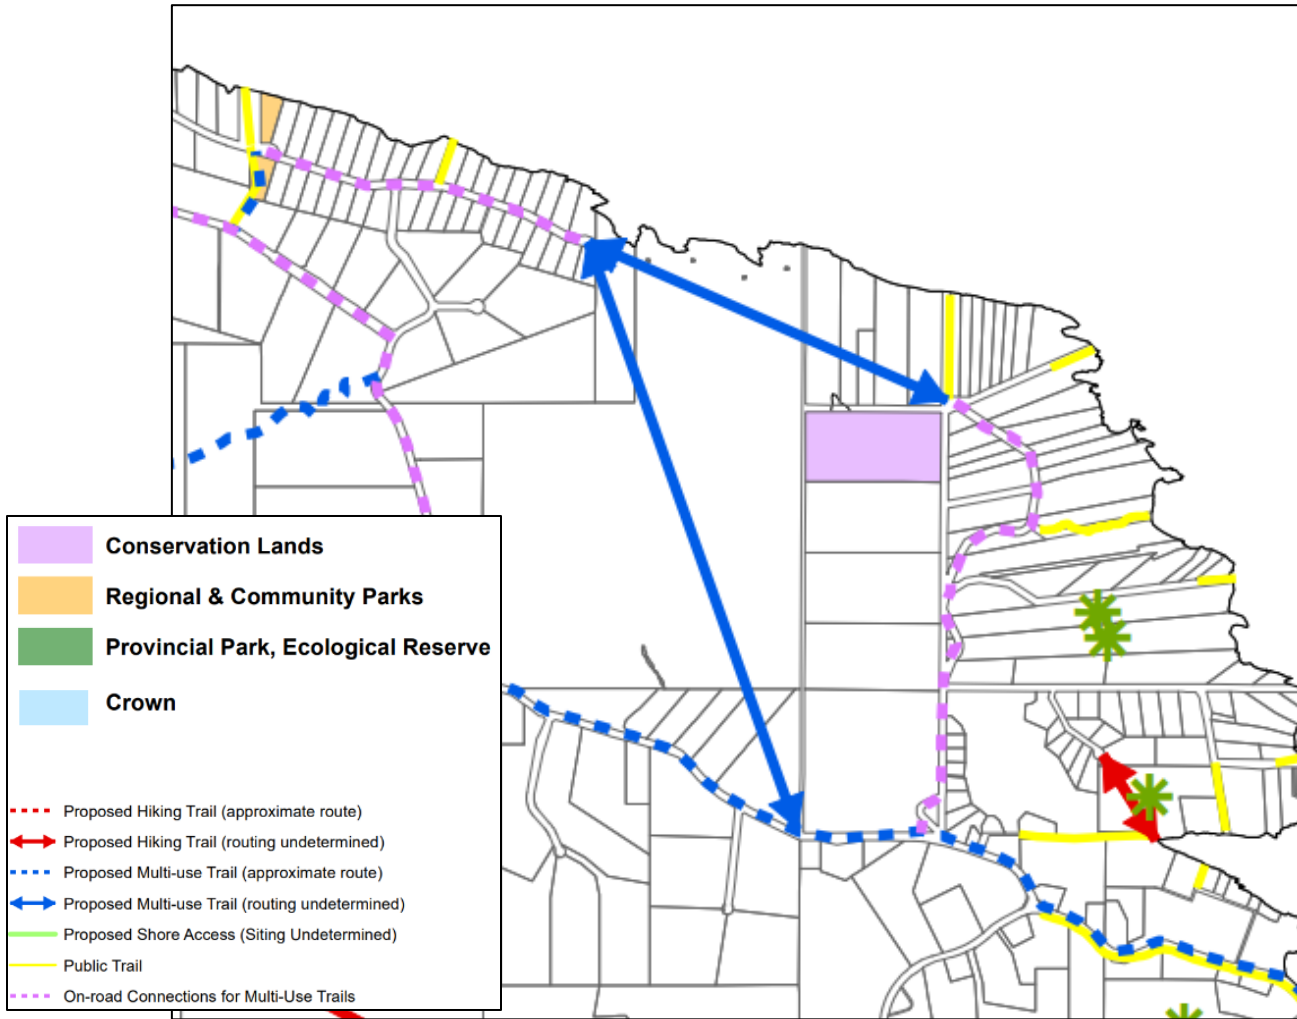 Conservation Lands
Regional & Community Parks
Provincial Park, Ecological Reserve
Crown
Proposed Hiking Trail (approximate route)
Proposed Hiking Trail (routing undetermined)
Proposed Multi-use Trail (approximate route)
Proposed Multi-use Trail (routing undetermined)
Proposed Shore Access (Siting Undetermined)
Public Trail
On-road Connections for Multi-Use Trails